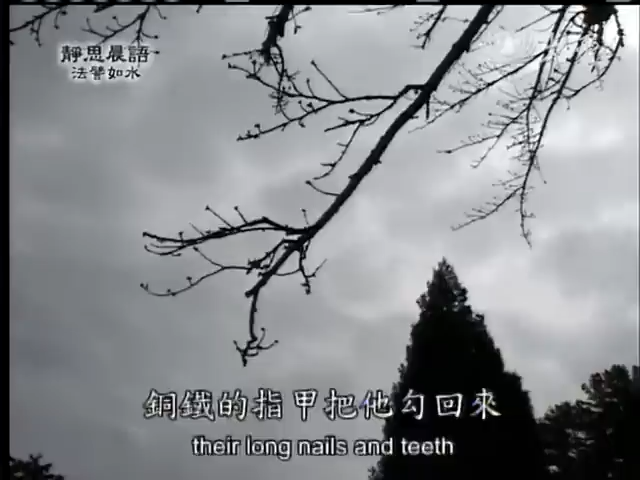 靜思晨語
法譬如水
銅鐵的指甲把他勾回來
their long nails and teeth